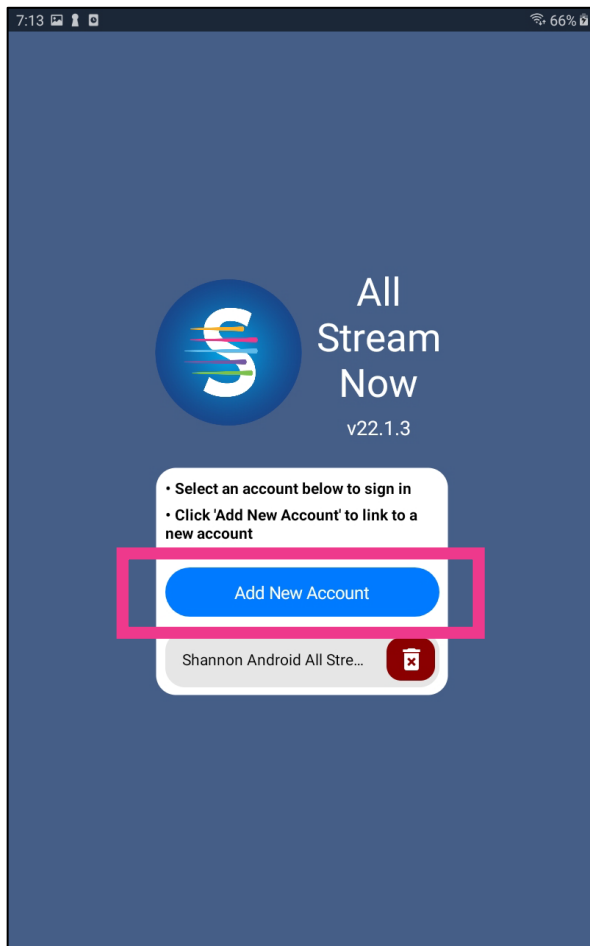 7:13 66%
All
Stream
Now
v22.1.3
• Select an account below to sign in
• Click 'Add New Account' to link to a
new account
Add New Account
Shannon Android All Stre...